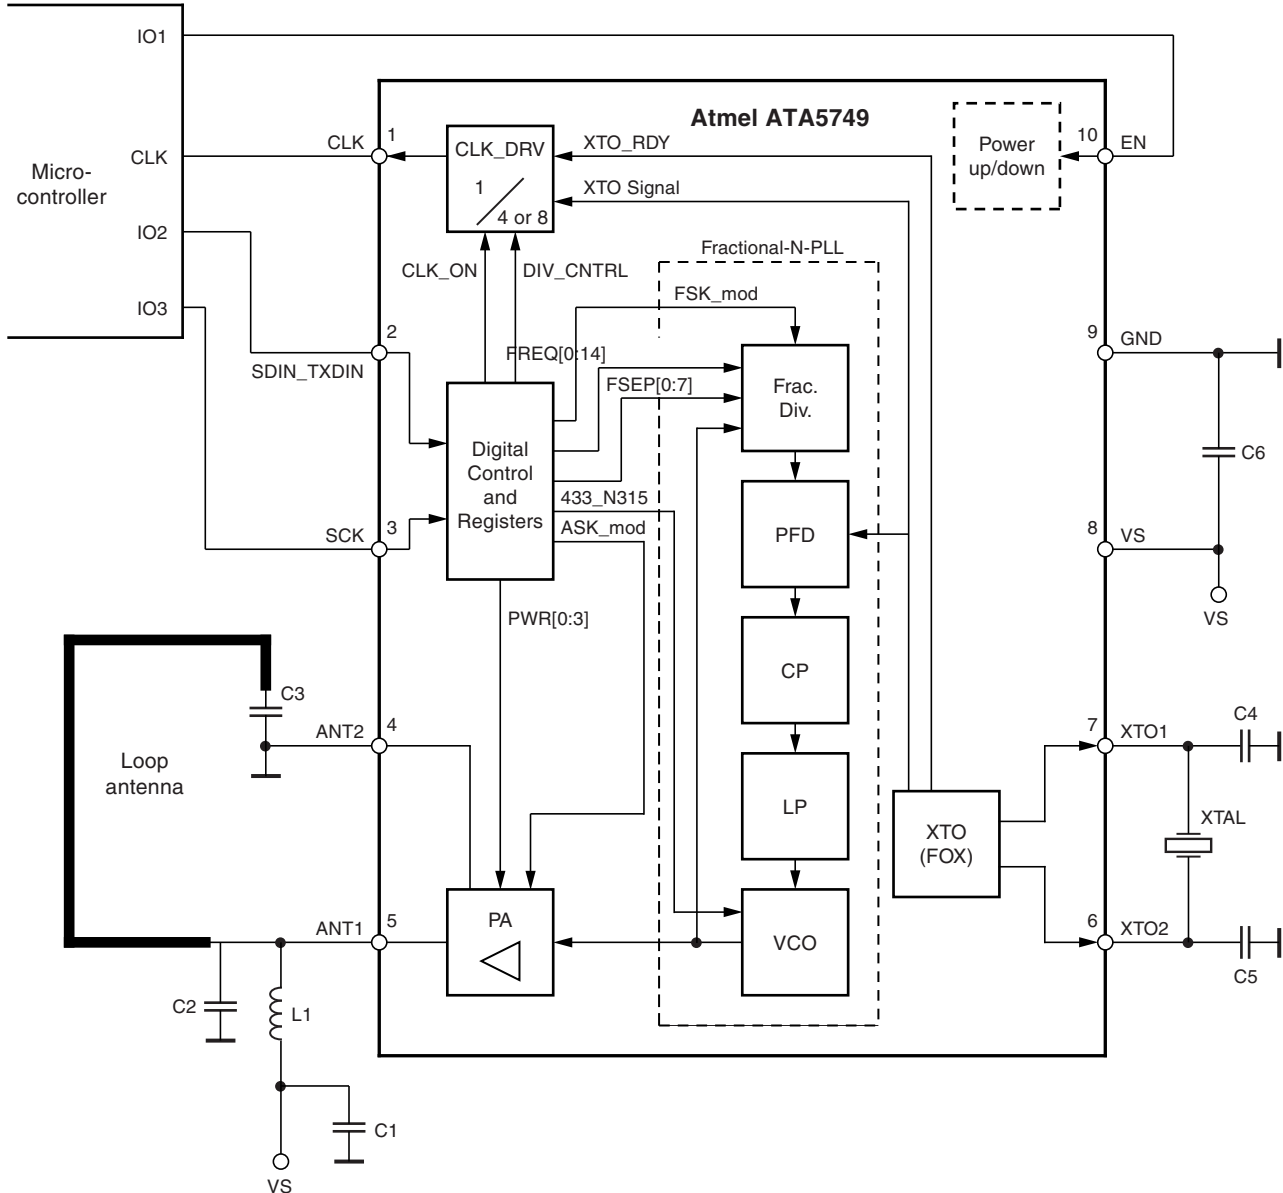 IO1
Atmel ATA5749
CLK
1
CLK_DRV
1
4 or 8
XTO_RDY
XTO Signal
Power
up/down
10
EN
Micro-
controller
CLK
IO2
IO3
CLK_ON
DIV_CNTRL
Fractional-N-PLL
FSK_mod
2
SDIN_TXDIN
FREQ[0:14]
FSEP[0:7]
Frac.
Div.
9
GND
C6
Digital
Control
and
Registers
433_N315
ASK_mod
PFD
SCK
3
8
VS
VS
PWR[0:3]
CP
C3
ANT2
4
7
XTO1
C4
Loop
antenna
LP
XTO
(FOX)
XTAL
ANT1
5
PA
VCO
6
XTO2
C5
C2
L1
C1
VS